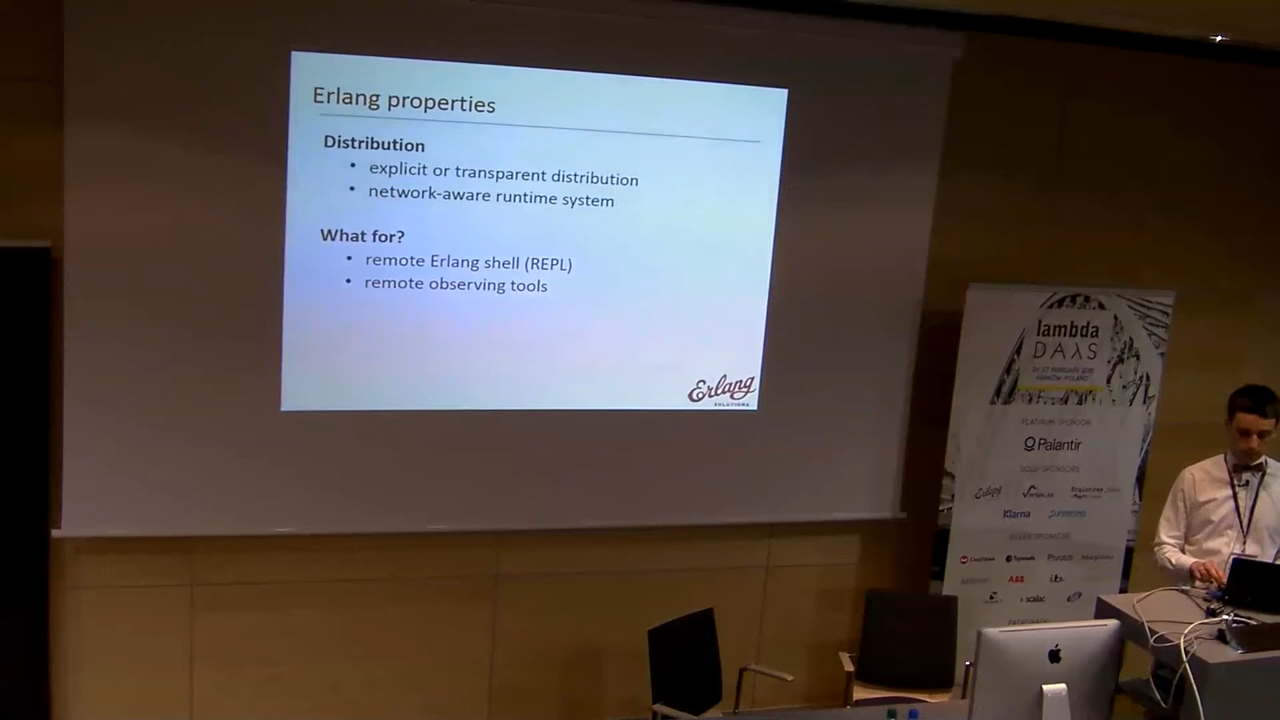 Erlang properties
Distribution
• explicit or transparent distribution
• network-aware runtime system
What for?
• remote Erlang shell (REPL)
• remote observing tools
Erlang
SOLUTIONS
lambda
DAλS
PLATINUM SPONSOR
Palantir
GOLD SPONSORS
Erlang
Klarna
SILVER SPONSORS
ABB
scalac